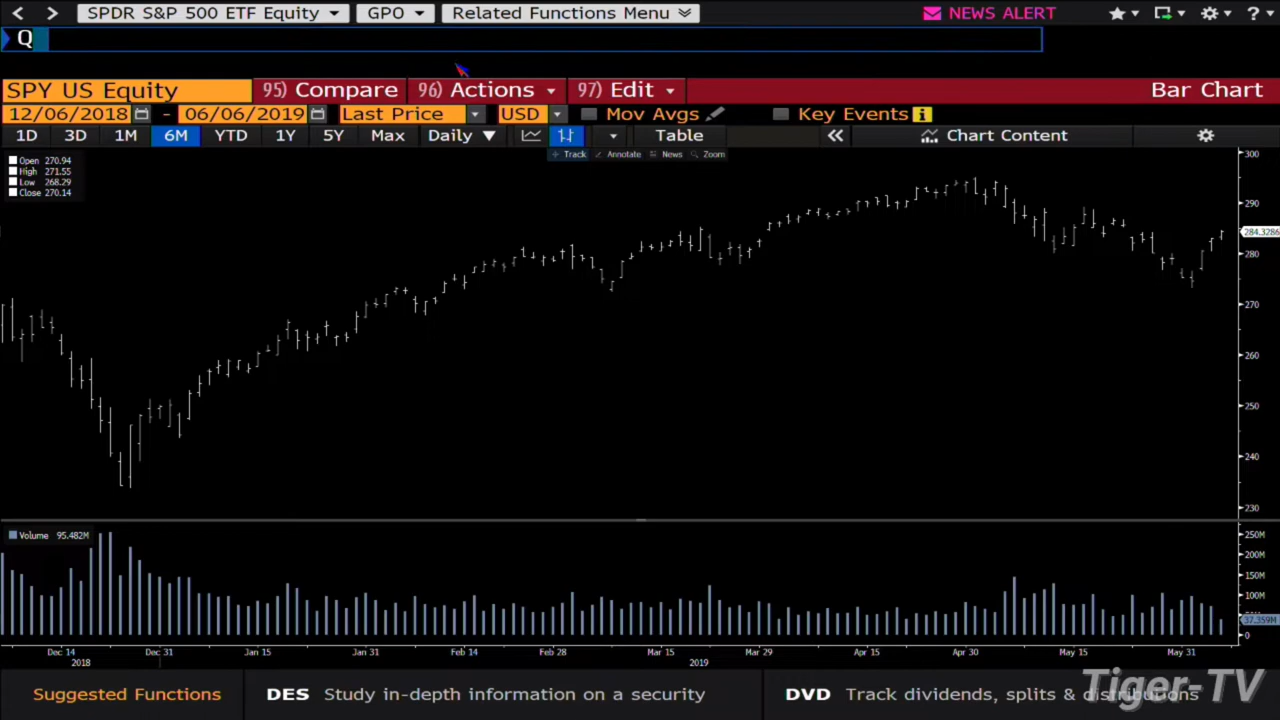 SPDR S&P 500 ETF Equity GPO Related Functions Menu NEWS ALERT ?
Q
SPY US Equity 95) Compare 96) Actions 97) Edit Bar Chart
12/06/2018 - 06/06/2019 Last Price USD Mov Avgs Key Events i
1D 3D 1M 6M YTD 1Y 5Y Max Daily Table Chart Content
Track Annotate News Zoom
Open 270.94
High 271.55
Low 268.29
Close 270.14
300
290
284.3286
280
270
260
250
240
230
Volume 95.482M
250M
200M
150M
100M
37.359M
0
Dec 14 Dec 31 Jan 15 Jan 31 Feb 14 Feb 28 Mar 15 Mar 29 Apr 15 Apr 30 May 15 May 31
2018 2019
Suggested Functions DES Study in-depth information on a security DVD Track dividends, splits & distributions
Tiger-TV